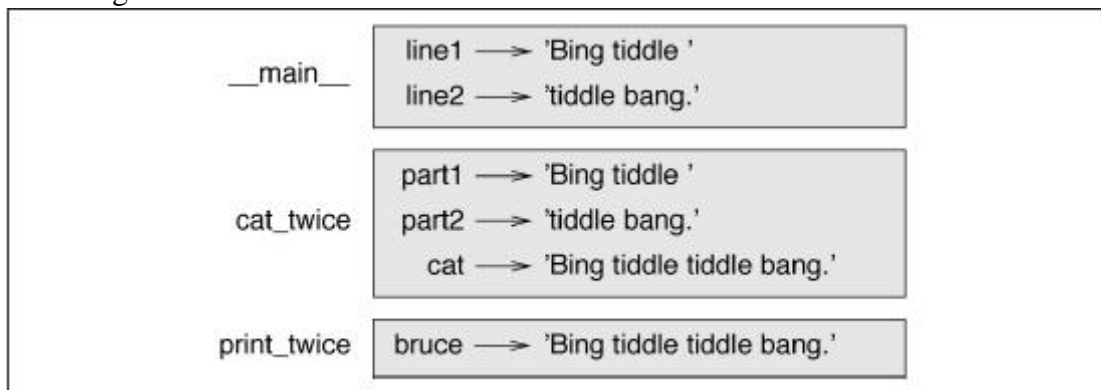 __main__
line1 ⟶ 'Bing tiddle '
line2 ⟶ 'tiddle bang.'
cat_twice
part1 ⟶ 'Bing tiddle '
part2 ⟶ 'tiddle bang.'
cat ⟶ 'Bing tiddle tiddle bang.'
print_twice
bruce ⟶ 'Bing tiddle tiddle bang.'